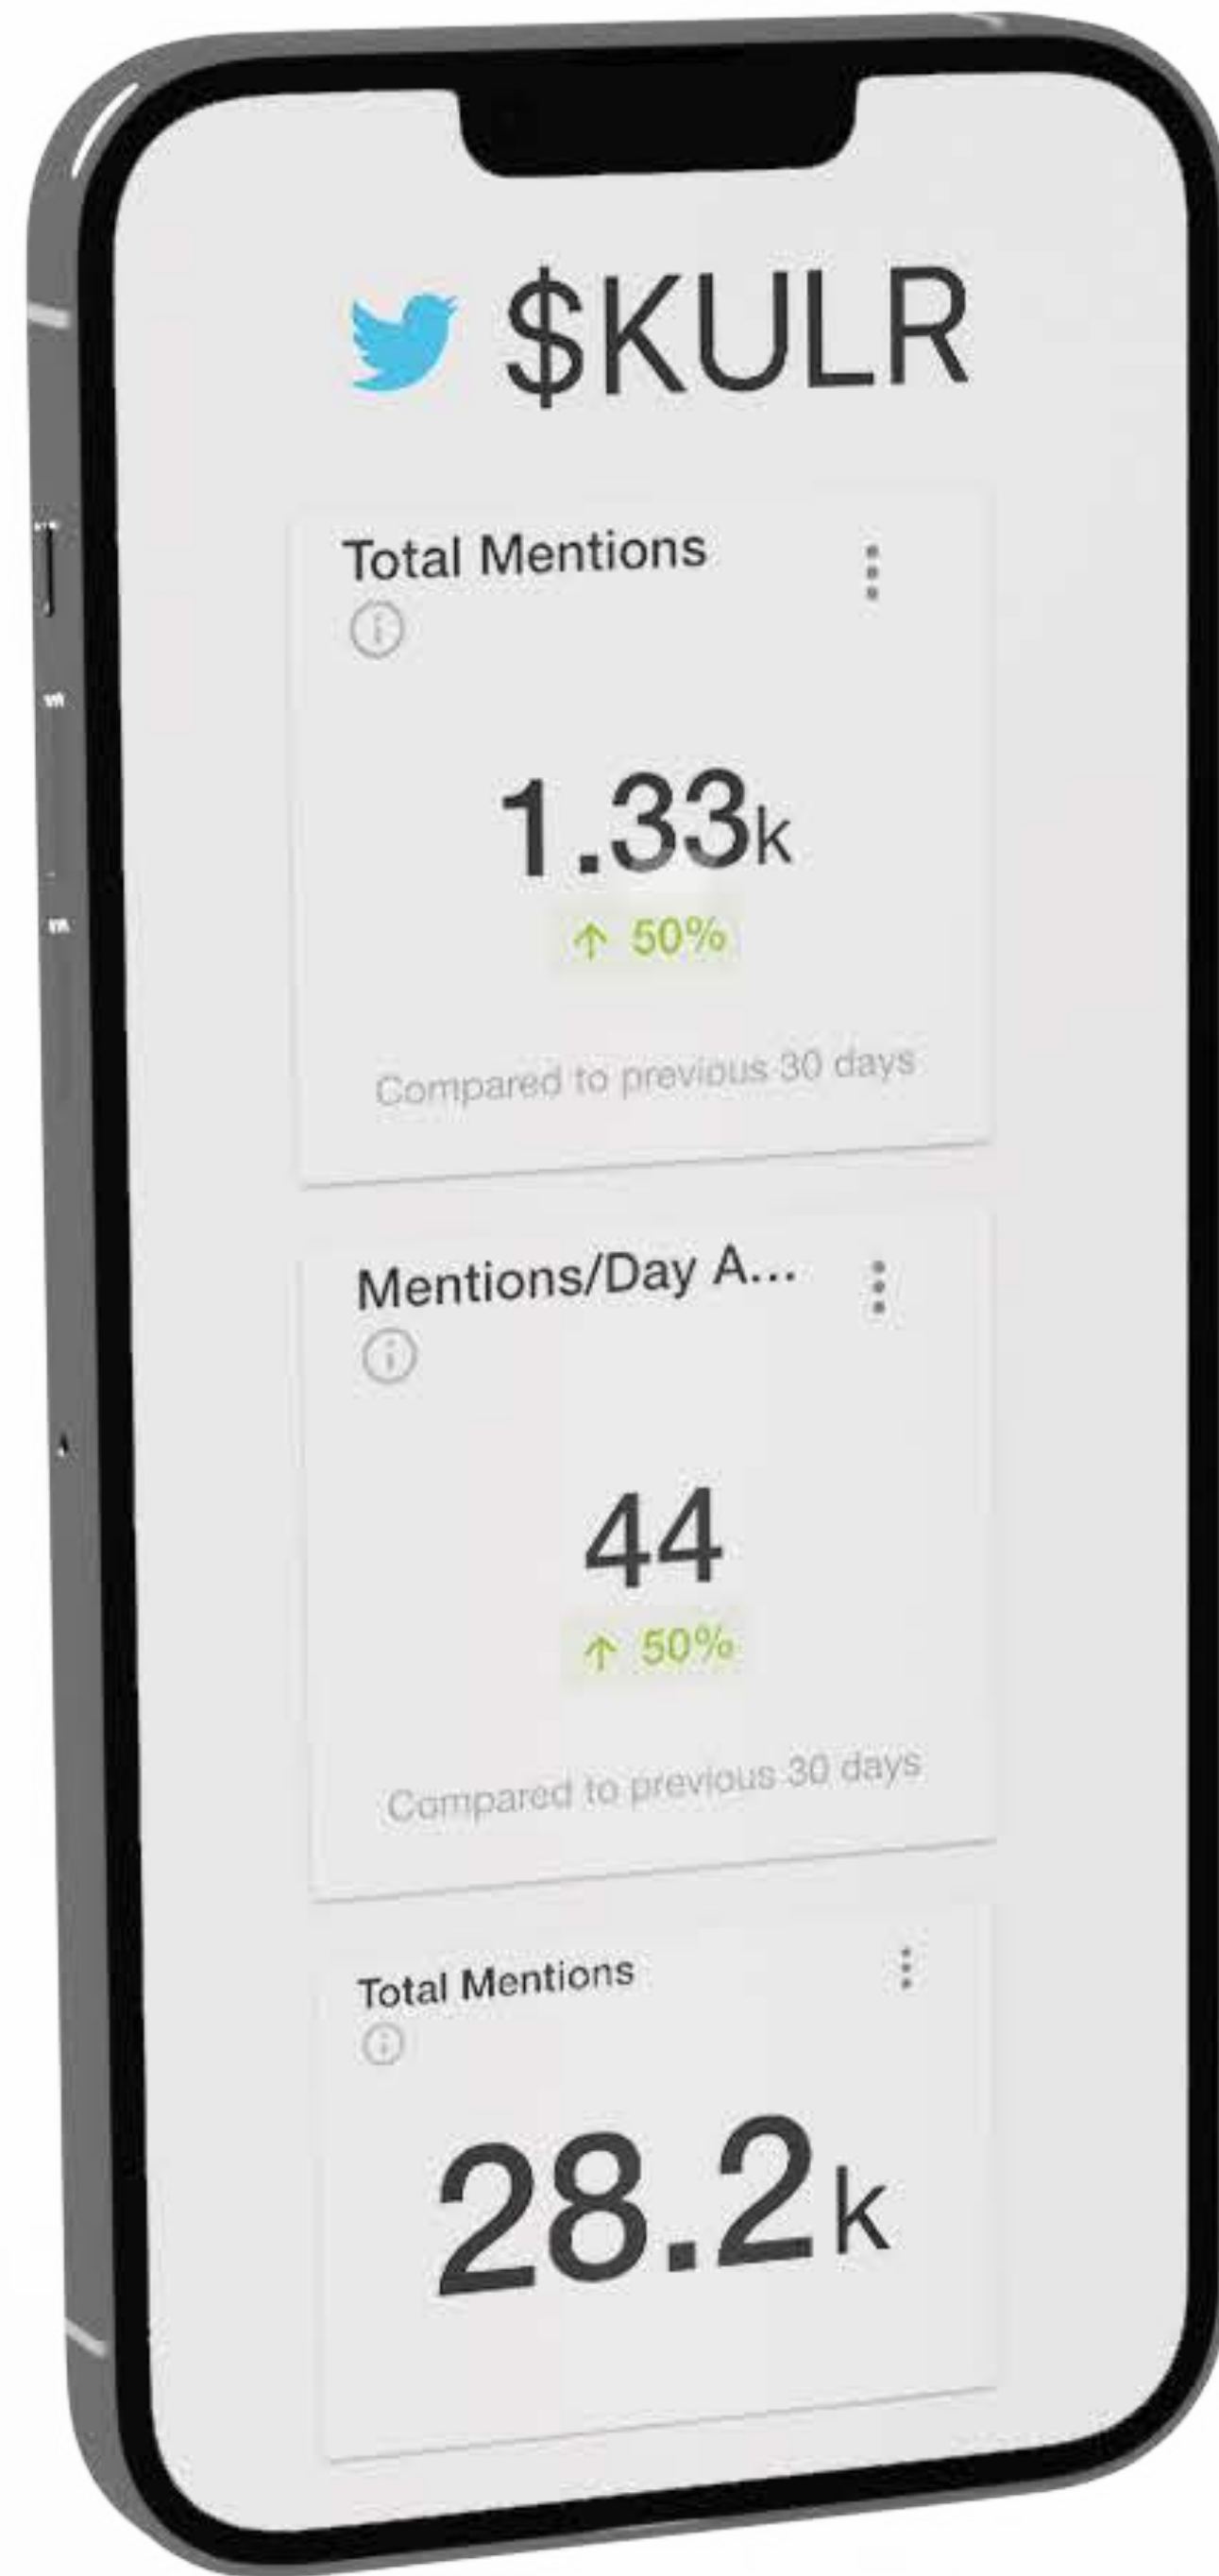 $KULR
Total Mentions
1.33k
↑ 50%
Compared to previous 30 days
Mentions/Day A...
44
↑ 50%
Compared to previous 30 days
Total Mentions
28.2k